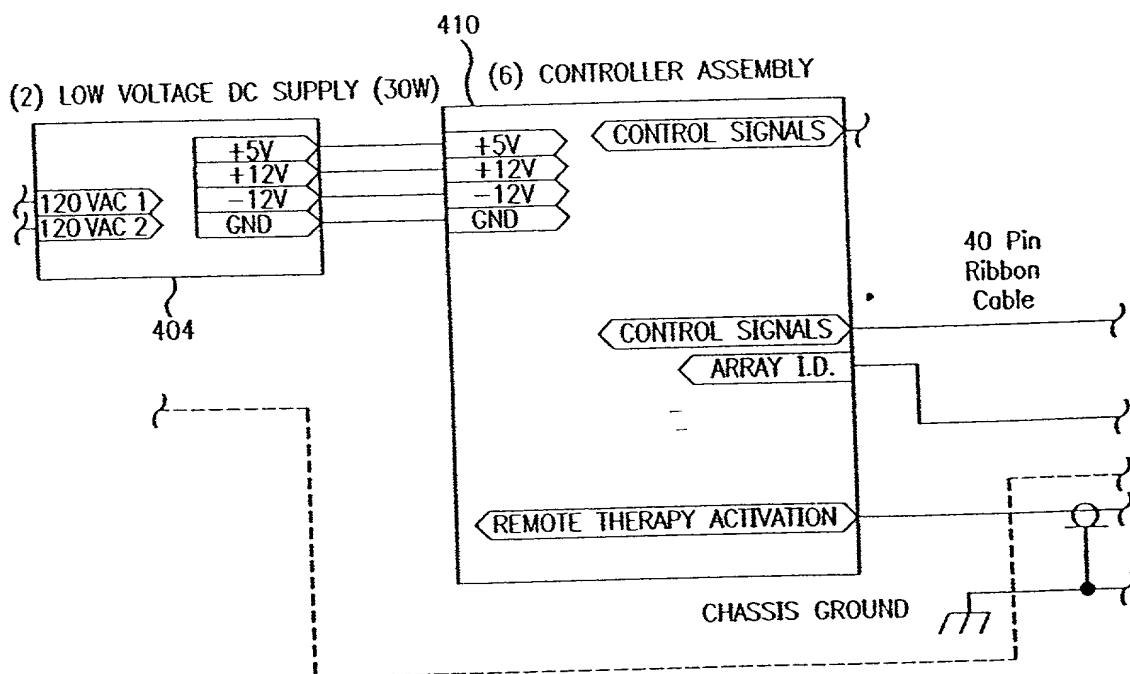 410
(2) LOW VOLTAGE DC SUPPLY (30W)
(6) CONTROLLER ASSEMBLY
+5V
+12V
-12V
GND
120 VAC 1
120 VAC 2
404
+5V
+12V
-12V
GND
CONTROL SIGNALS
40 Pin
Ribbon
Cable
CONTROL SIGNALS
ARRAY I.D.
REMOTE THERAPY ACTIVATION
CHASSIS GROUND